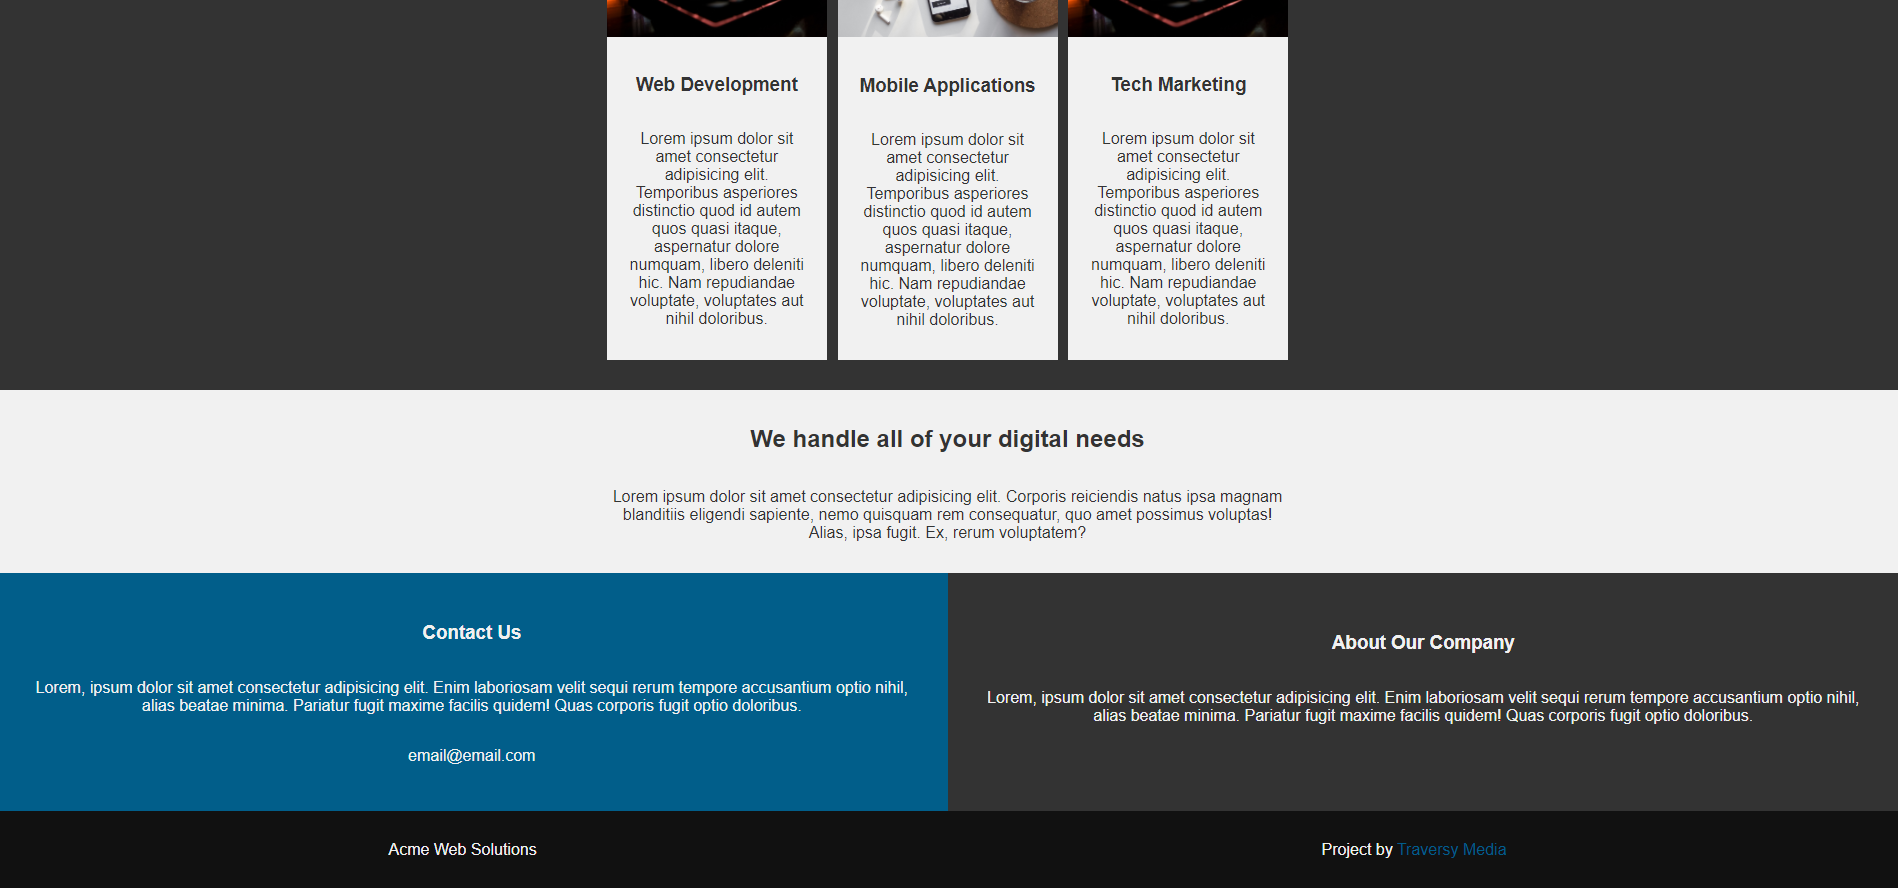 Web Development
Lorem ipsum dolor sit
amet consectetur
adipisicing elit.
Temporibus asperiores
distinctio quod id autem
quos quasi itaque,
aspernatur dolore
numquam, libero deleniti
hic. Nam repudiandae
voluptate, voluptates aut
nihil doloribus.
Mobile Applications
Lorem ipsum dolor sit
amet consectetur
adipisicing elit.
Temporibus asperiores
distinctio quod id autem
quos quasi itaque,
aspernatur dolore
numquam, libero deleniti
hic. Nam repudiandae
voluptate, voluptates aut
nihil doloribus.
Tech Marketing
Lorem ipsum dolor sit
amet consectetur
adipisicing elit.
Temporibus asperiores
distinctio quod id autem
quos quasi itaque,
aspernatur dolore
numquam, libero deleniti
hic. Nam repudiandae
voluptate, voluptates aut
nihil doloribus.
We handle all of your digital needs
Lorem ipsum dolor sit amet consectetur adipisicing elit. Corporis reiciendis natus ipsa magnam
blanditiis eligendi sapiente, nemo quisquam rem consequatur, quo amet possimus voluptas!
Alias, ipsa fugit. Ex, rerum voluptatem?
Contact Us
Lorem, ipsum dolor sit amet consectetur adipisicing elit. Enim laboriosam velit sequi rerum tempore accusantium optio nihil,
alias beatae minima. Pariatur fugit maxime facilis quidem! Quas corporis fugit optio doloribus.
email@email.com
About Our Company
Lorem, ipsum dolor sit amet consectetur adipisicing elit. Enim laboriosam velit sequi rerum tempore accusantium optio nihil,
alias beatae minima. Pariatur fugit maxime facilis quidem! Quas corporis fugit optio doloribus.
Acme Web Solutions
Project by Traversy Media